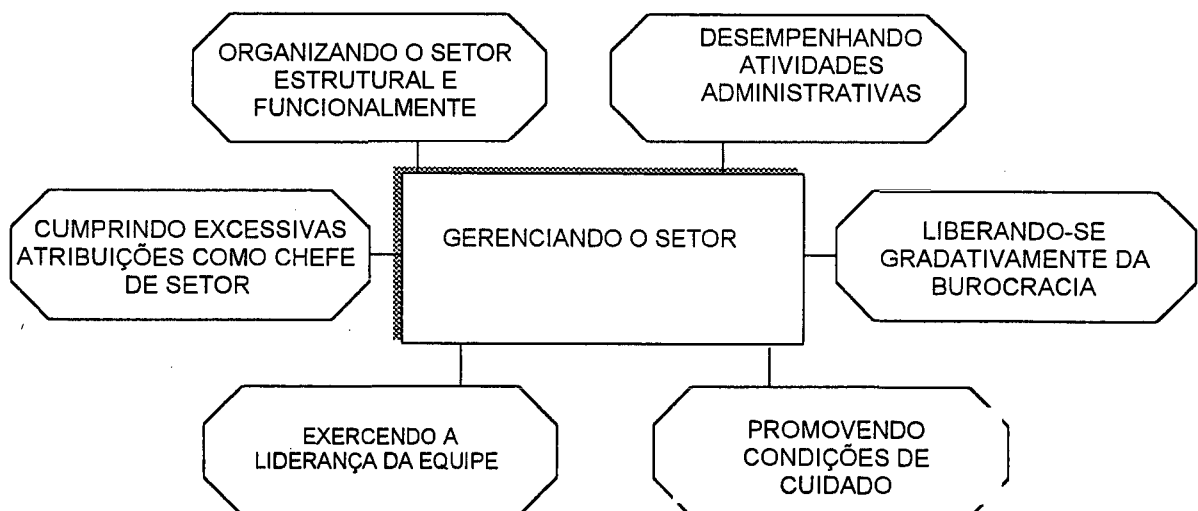 ORGANIZANDO O SETOR
ESTRUTURAL E
FUNCIONALMENTE
DESEMPENHANDO
ATIVIDADES
ADMINISTRATIVAS
CUMPRINDO EXCESSIVAS
ATRIBUIÇÕES COMO CHEFE
DE SETOR
GERENCIANDO O SETOR
LIBERANDO-SE
GRADATIVAMENTE DA
BUROCRACIA
EXERCENDO A
LIDERANÇA DA EQUIPE
PROMOVENDO
CONDIÇÕES DE
CUIDADO